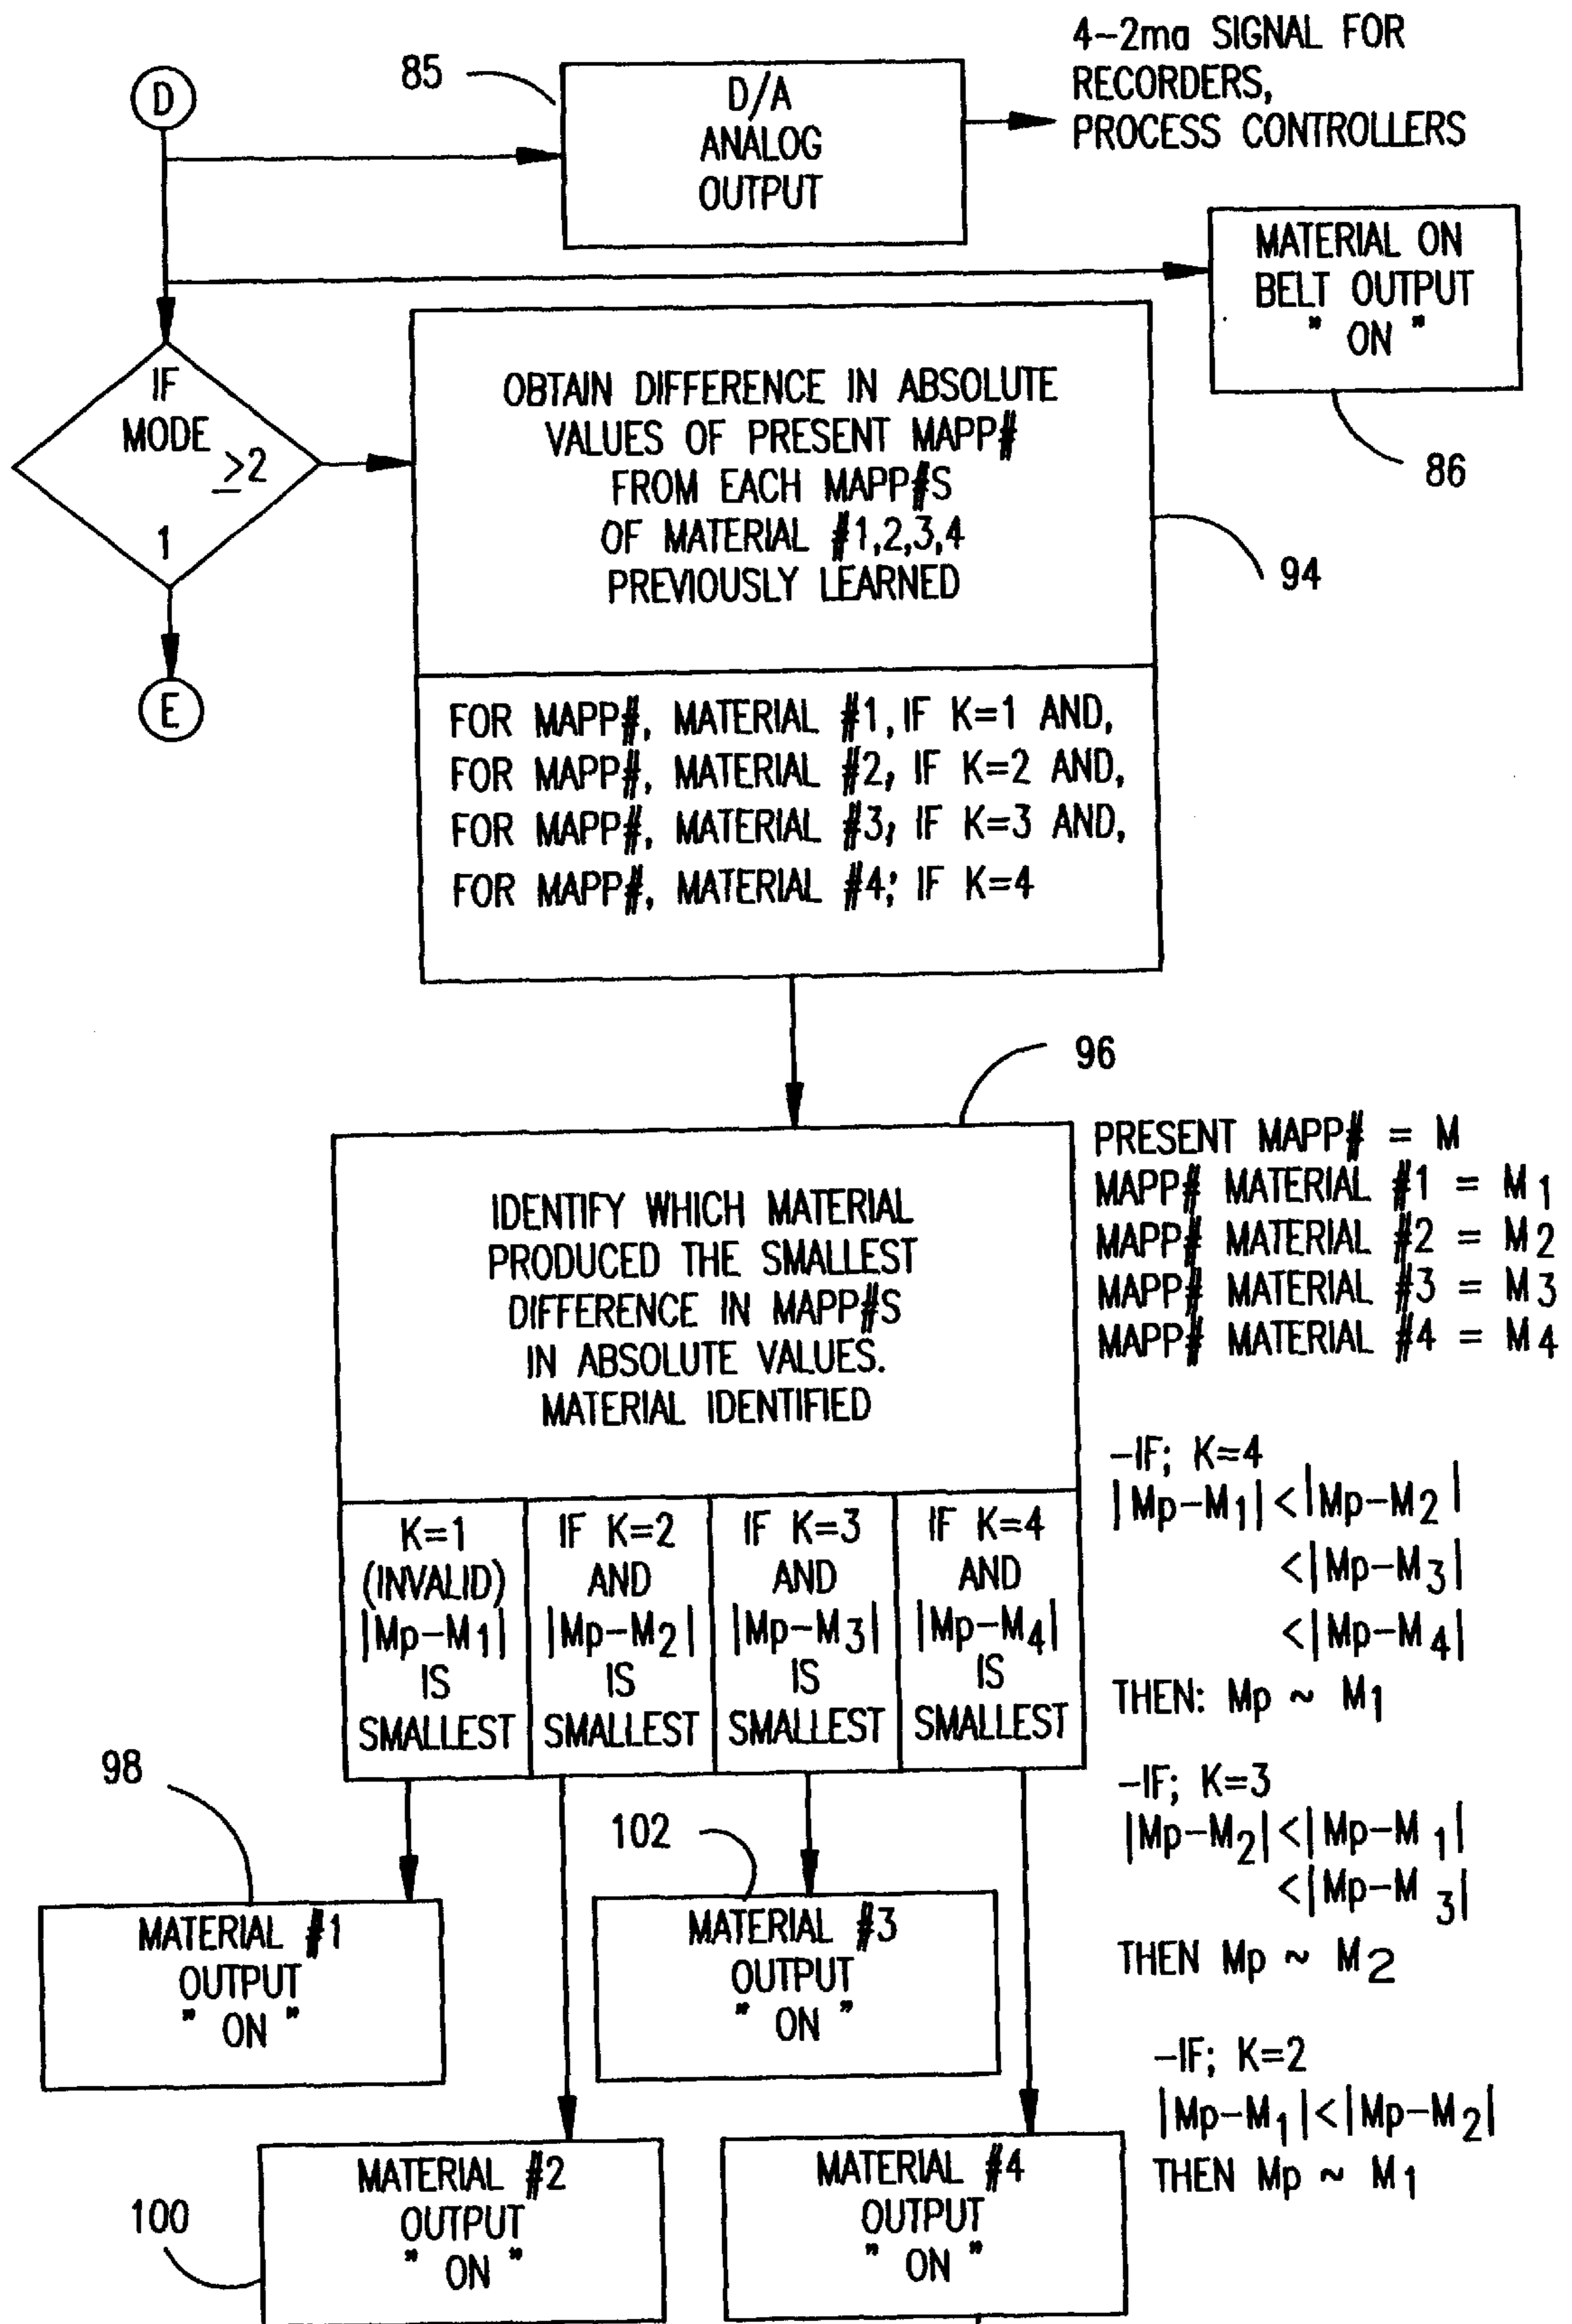 D
85
D/A
ANALOG
OUTPUT
4-2ma SIGNAL FOR
RECORDERS,
PROCESS CONTROLLERS
MATERIAL ON
BELT OUTPUT
" ON "
86
IF
MODE
≥2
1
E
OBTAIN DIFFERENCE IN ABSOLUTE
VALUES OF PRESENT MAPP#
FROM EACH MAPP#S
OF MATERIAL #1,2,3,4
PREVIOUSLY LEARNED
94
FOR MAPP#, MATERIAL #1, IF K=1 AND,
FOR MAPP#, MATERIAL #2, IF K=2 AND,
FOR MAPP#, MATERIAL #3, IF K=3 AND,
FOR MAPP#, MATERIAL #4; IF K=4
96
IDENTIFY WHICH MATERIAL
PRODUCED THE SMALLEST
DIFFERENCE IN MAPP#S
IN ABSOLUTE VALUES.
MATERIAL IDENTIFIED
K=1
(INVALID)
|Mp-M1|
IS
SMALLEST
IF K=2
AND
|Mp-M2|
IS
SMALLEST
IF K=3
AND
|Mp-M3|
IS
SMALLEST
IF K=4
AND
|Mp-M4|
IS
SMALLEST
PRESENT MAPP# = M
MAPP# MATERIAL #1 = M1
MAPP# MATERIAL #2 = M2
MAPP# MATERIAL #3 = M3
MAPP# MATERIAL #4 = M4
-IF; K=4
|Mp-M1|<|Mp-M2|
<|Mp-M3|
<|Mp-M4|
THEN: Mp ~ M1
-IF; K=3
|Mp-M2|<|Mp-M1|
<|Mp-M3|
THEN Mp ~ M2
-IF; K=2
|Mp-M1|<|Mp-M2|
THEN Mp ~ M1
98
MATERIAL #1
OUTPUT
" ON "
102
MATERIAL #3
OUTPUT
" ON "
100
MATERIAL #2
OUTPUT
" ON "
MATERIAL #4
OUTPUT
" ON "